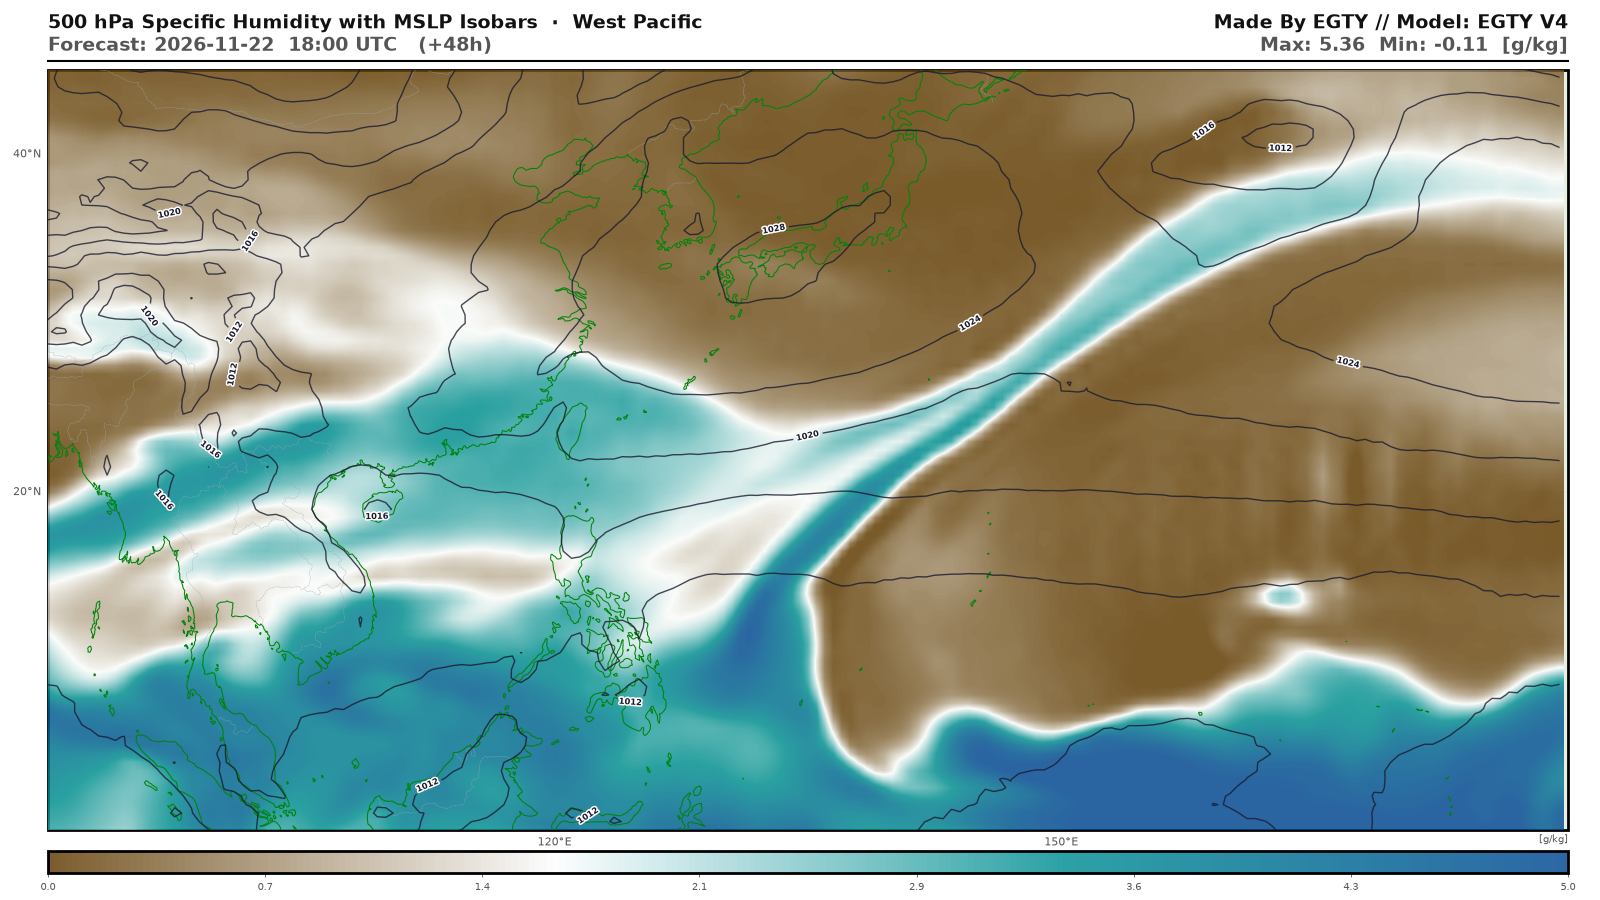 500 hPa Specific Humidity with MSLP Isobars · West Pacific
Made By EGTY // Model: EGTY V4
Forecast: 2026-11-22 18:00 UTC (+48h)
Max: 5.36 Min: -0.11 [g/kg]
40°N
20°N
1016
1012
1020
1016
1028
1020
1012
1024
1024
1012
1020
1016
1016
1016
1012
1012
1012
120°E
150°E
[g/kg]
0.0
0.7
1.4
2.1
2.9
3.6
4.3
5.0